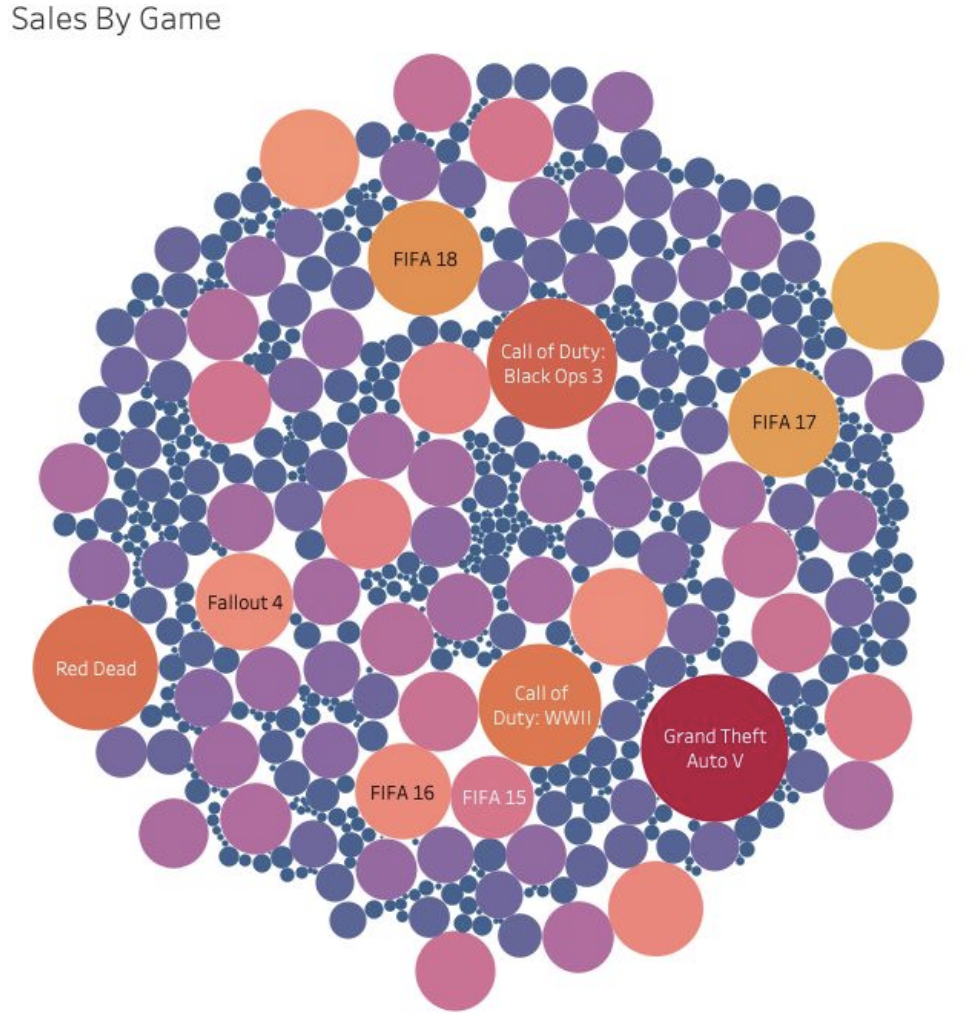 Sales By Game
FIFA 18
Call of Duty:
Black Ops 3
FIFA 17
Fallout 4
Red Dead
Call of
Duty: WWII
Grand Theft
Auto V
FIFA 16
FIFA 15